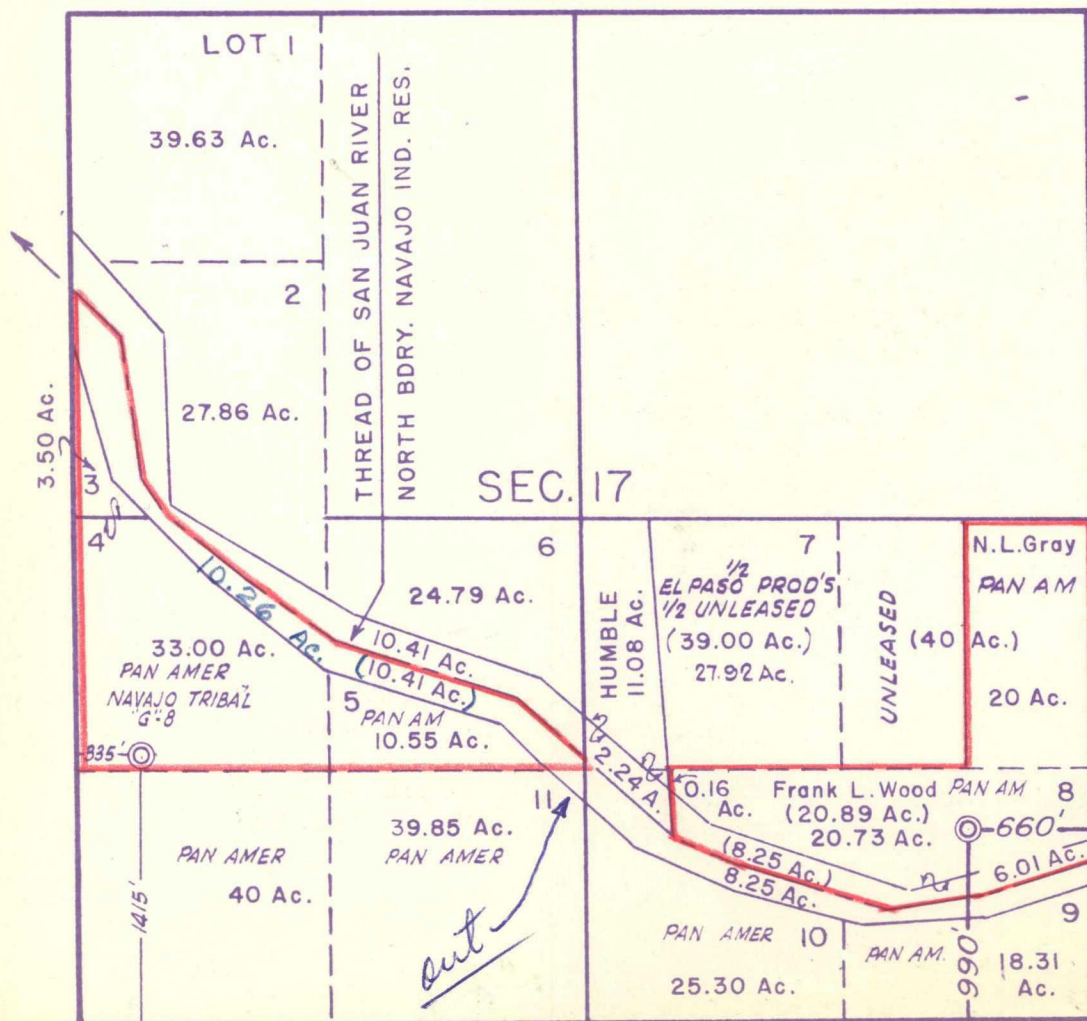 LOT 1
39.63 Ac.
2
27.86 Ac.
THREAD OF SAN JUAN RIVER
NORTH BDRY. NAVAJO IND. RES.
3.50 Ac.
3
4
SEC. 17
6
24.79 Ac.
10.26 AC.
10.41 Ac.
(10.41 Ac.)
33.00 Ac.
PAN AMER
NAVAJO TRIBAL
"G"-8
835'
5
PAN AM
10.55 Ac.
HUMBLE
11.08 Ac.
7
1/2
EL PASO PROD'S
1/2 UNLEASED
(39.00 Ac.)
27.92 Ac.
UNLEASED
(40 Ac.)
N.L.Gray
PAN AM
20 Ac.
2.24 A.
0.16
Ac.
Frank L. Wood PAN AM 8
(20.89 Ac.)
20.73 Ac.
660'
(8.25 Ac.)
8.25 Ac.
6.01 Ac.
9
11
39.85 Ac.
PAN AMER
PAN AMER
40 Ac.
1415'
out
PAN AMER 10
25.30 Ac.
PAN AM.
990'
18.31
Ac.